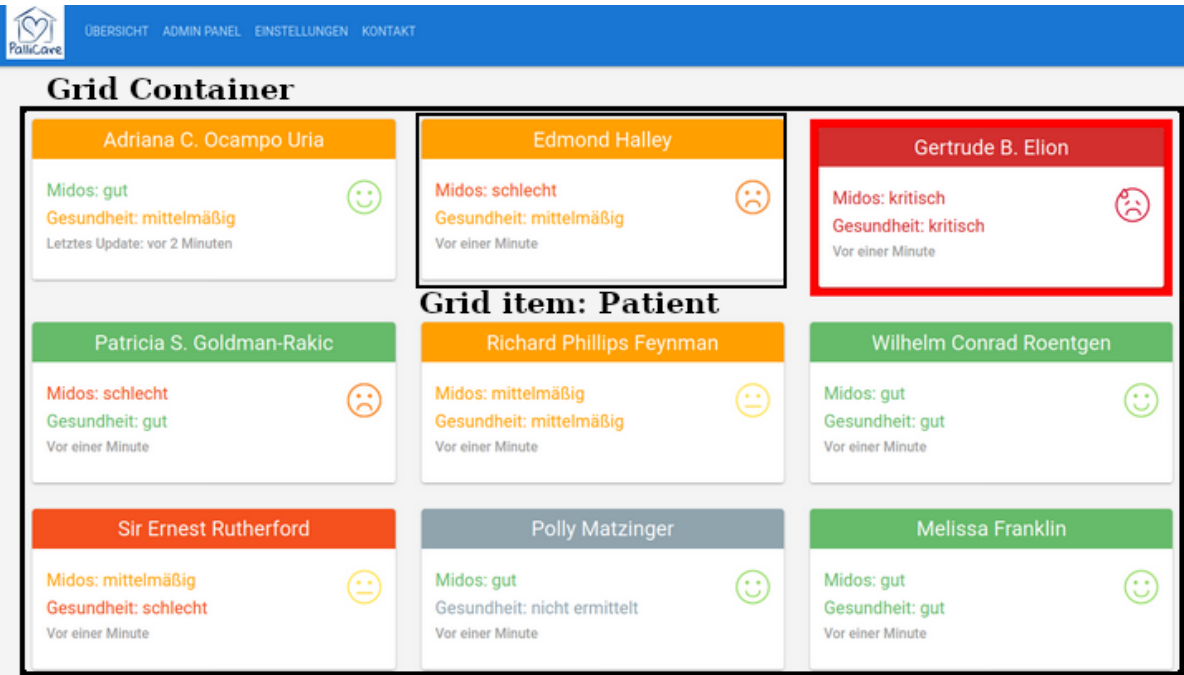 PalliCare
ÜBERSICHT ADMIN PANEL EINSTELLUNGEN KONTAKT
Grid Container
Adriana C. Ocampo Uria
Midos: gut
Gesundheit: mittelmäßig
Letztes Update: vor 2 Minuten
Edmond Halley
Midos: schlecht
Gesundheit: mittelmäßig
Vor einer Minute
Gertrude B. Elion
Midos: kritisch
Gesundheit: kritisch
Vor einer Minute
Grid item: Patient
Patricia S. Goldman-Rakic
Midos: schlecht
Gesundheit: gut
Vor einer Minute
Richard Phillips Feynman
Midos: mittelmäßig
Gesundheit: mittelmäßig
Vor einer Minute
Wilhelm Conrad Roentgen
Midos: gut
Gesundheit: gut
Vor einer Minute
Sir Ernest Rutherford
Midos: mittelmäßig
Gesundheit: schlecht
Vor einer Minute
Polly Matzinger
Midos: gut
Gesundheit: nicht ermittelt
Vor einer Minute
Melissa Franklin
Midos: gut
Gesundheit: gut
Vor einer Minute